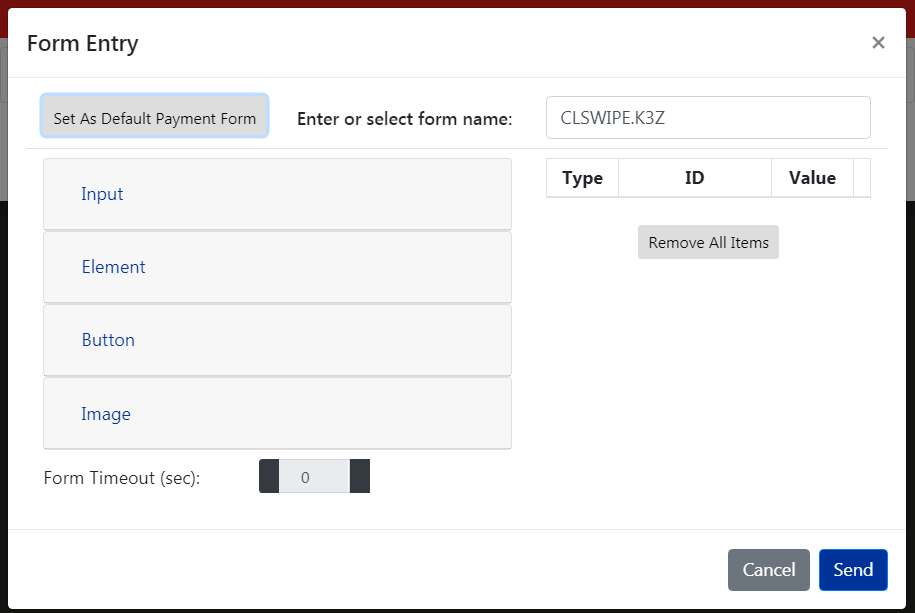 Form Entry ×
Set As Default Payment Form Enter or select form name: CLSWIPE.K3Z
Input
Element
Button
Image
Type ID Value
Remove All Items
Form Timeout (sec): 0
Cancel Send